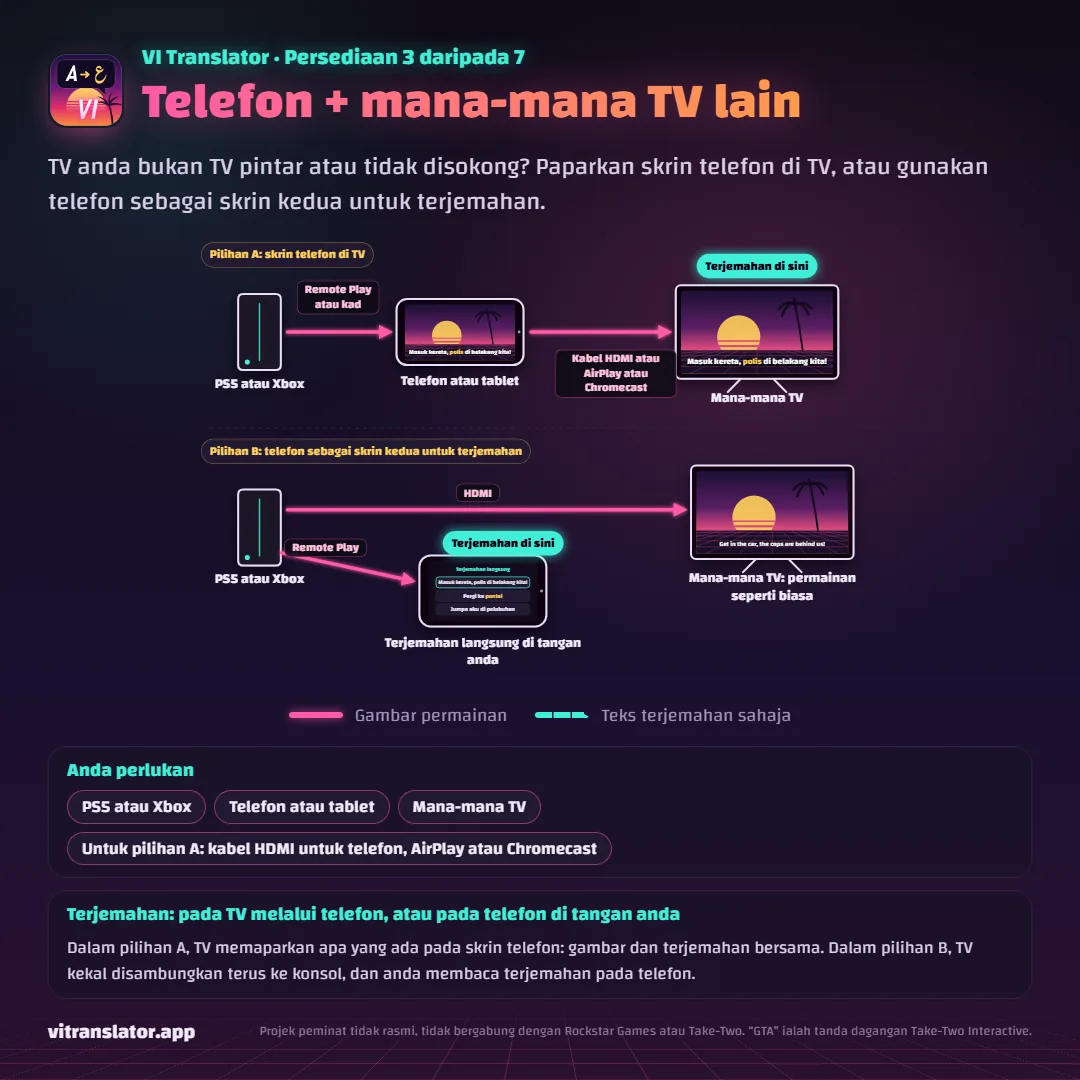 A→ع
VI
VI Translator · Persediaan 3 daripada 7
Telefon + mana-mana TV lain
TV anda bukan TV pintar atau tidak disokong? Paparkan skrin telefon di TV, atau gunakan
telefon sebagai skrin kedua untuk terjemahan.
Pilihan A: skrin telefon di TV
Remote Play
atau kad
PS5 atau Xbox
Masuk kereta, polis di belakang kita!
Telefon atau tablet
Kabel HDMI atau
AirPlay atau
Chromecast
Terjemahan di sini
Masuk kereta, polis di belakang kita!
Mana-mana TV
Pilihan B: telefon sebagai skrin kedua untuk terjemahan
HDMI
Remote Play
PS5 atau Xbox
Terjemahan di sini
Terjemahan langsung
Masuk kereta, polis di belakang kita!
Pergi ke pantai
Jumpa aku di pelabuhan
Terjemahan langsung di tangan
anda
Get in the car, the cops are behind us!
Mana-mana TV: permainan
seperti biasa
Gambar permainan
Teks terjemahan sahaja
Anda perlukan
PS5 atau Xbox
Telefon atau tablet
Mana-mana TV
Untuk pilihan A: kabel HDMI untuk telefon, AirPlay atau Chromecast
Terjemahan: pada TV melalui telefon, atau pada telefon di tangan anda
Dalam pilihan A, TV memaparkan apa yang ada pada skrin telefon: gambar dan terjemahan bersama. Dalam pilihan B, TV
kekal disambungkan terus ke konsol, dan anda membaca terjemahan pada telefon.
vitranslator.app
Projek peminat tidak rasmi, tidak bergabung dengan Rockstar Games atau Take-Two. “GTA” ialah tanda dagangan Take-Two Interactive.